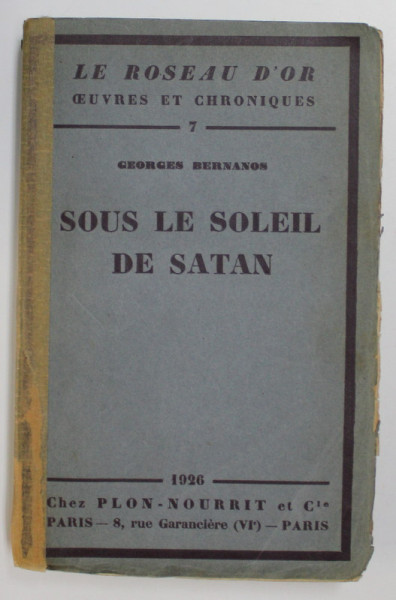 LE ROSEAU D'OR
ŒUVRES ET CHRONIQUES
7
GEORGES BERNANOS
SOUS LE SOLEIL
DE SATAN
1926
Chez PLON-NOURRIT et Cie
PARIS — 8, rue Garancière (VIe) — PARIS